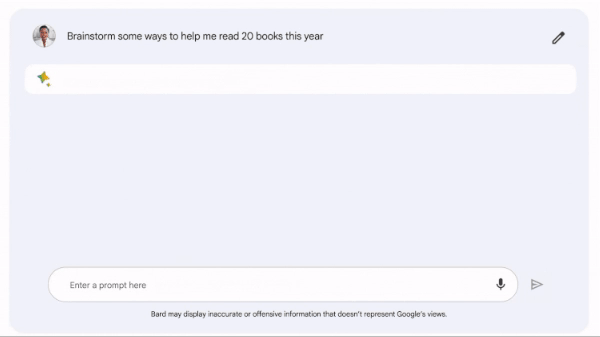 Brainstorm some ways to help me read 20 books this year
Enter a prompt here
Bard may display inaccurate or offensive information that doesn't represent Google's views.